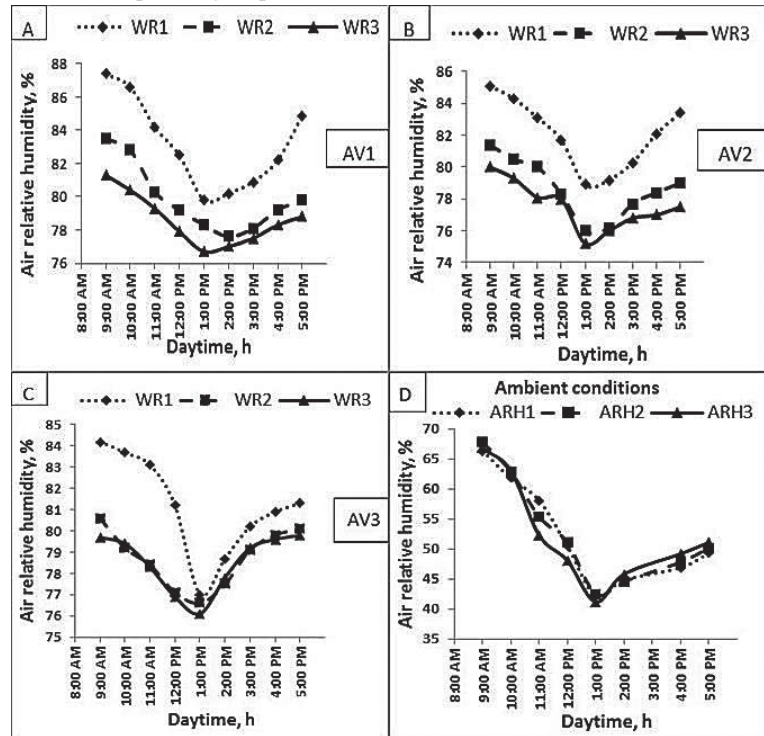 A
WR1 WR2 WR3
Air relative humidity, %
88
86
84
82
80
78
76
8:00 AM
9:00 AM
10:00 AM
11:00 AM
12:00 PM
1:00 PM
2:00 PM
3:00 PM
4:00 PM
5:00 PM
Daytime, h
AV1
B
WR1 WR2 WR3
Air relative humidity, %
86
84
82
80
78
76
74
8:00 AM
9:00 AM
10:00 AM
11:00 AM
12:00 PM
1:00 PM
2:00 PM
3:00 PM
4:00 PM
5:00 PM
Daytime, h
AV2
C
WR1 WR2 WR3
Air relative humidity, %
85
84
83
82
81
80
79
78
77
76
75
8:00 AM
9:00 AM
10:00 AM
11:00 AM
12:00 PM
1:00 PM
2:00 PM
3:00 PM
4:00 PM
5:00 PM
Daytime, h
AV3
D
Ambient conditions
ARH1 ARH2 ARH3
Air relative humidity, %
70
65
60
55
50
45
40
35
8:00 AM
9:00 AM
10:00 AM
11:00 AM
12:00 PM
1:00 PM
2:00 PM
3:00 PM
4:00 PM
5:00 PM
Daytime, h